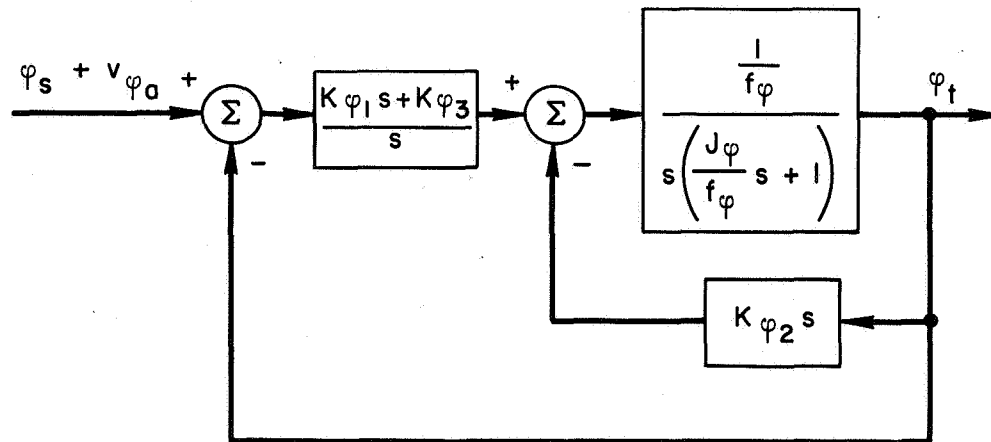 φs + vφa +
Σ
-
Kφ1 s + Kφ3
s
+
Σ
-
1
fφ
s(Jφ/fφ s + 1)
φt
Kφ2 s